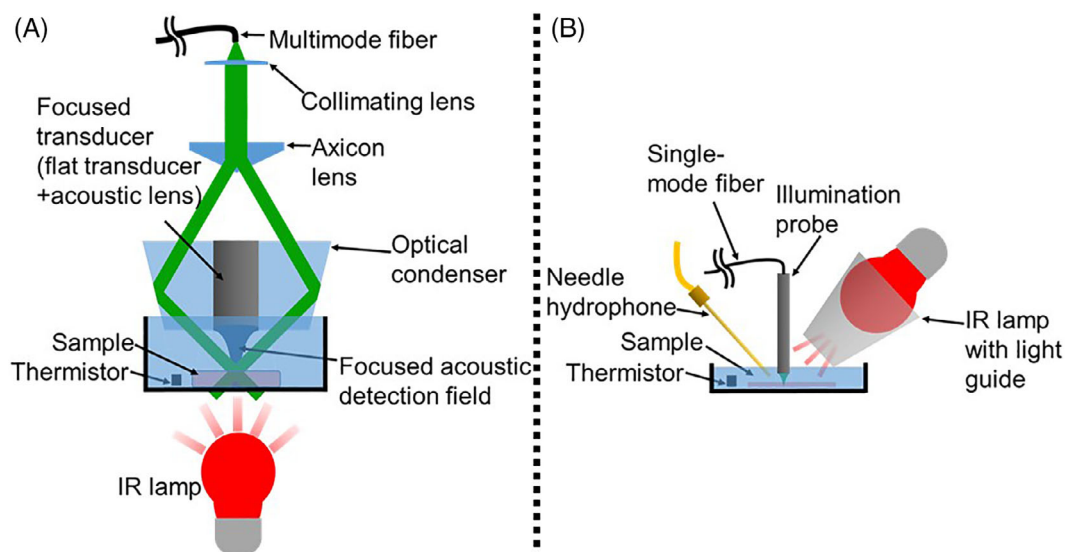 (A)
Multimode fiber
Collimating lens
Focused
transducer
(flat transducer
+acoustic lens)
Axicon
lens
Optical
condenser
Sample
Thermistor
Focused acoustic
detection field
IR lamp
(B)
Single-
mode fiber
Illumination
probe
Needle
hydrophone
Sample
Thermistor
IR lamp
with light
guide